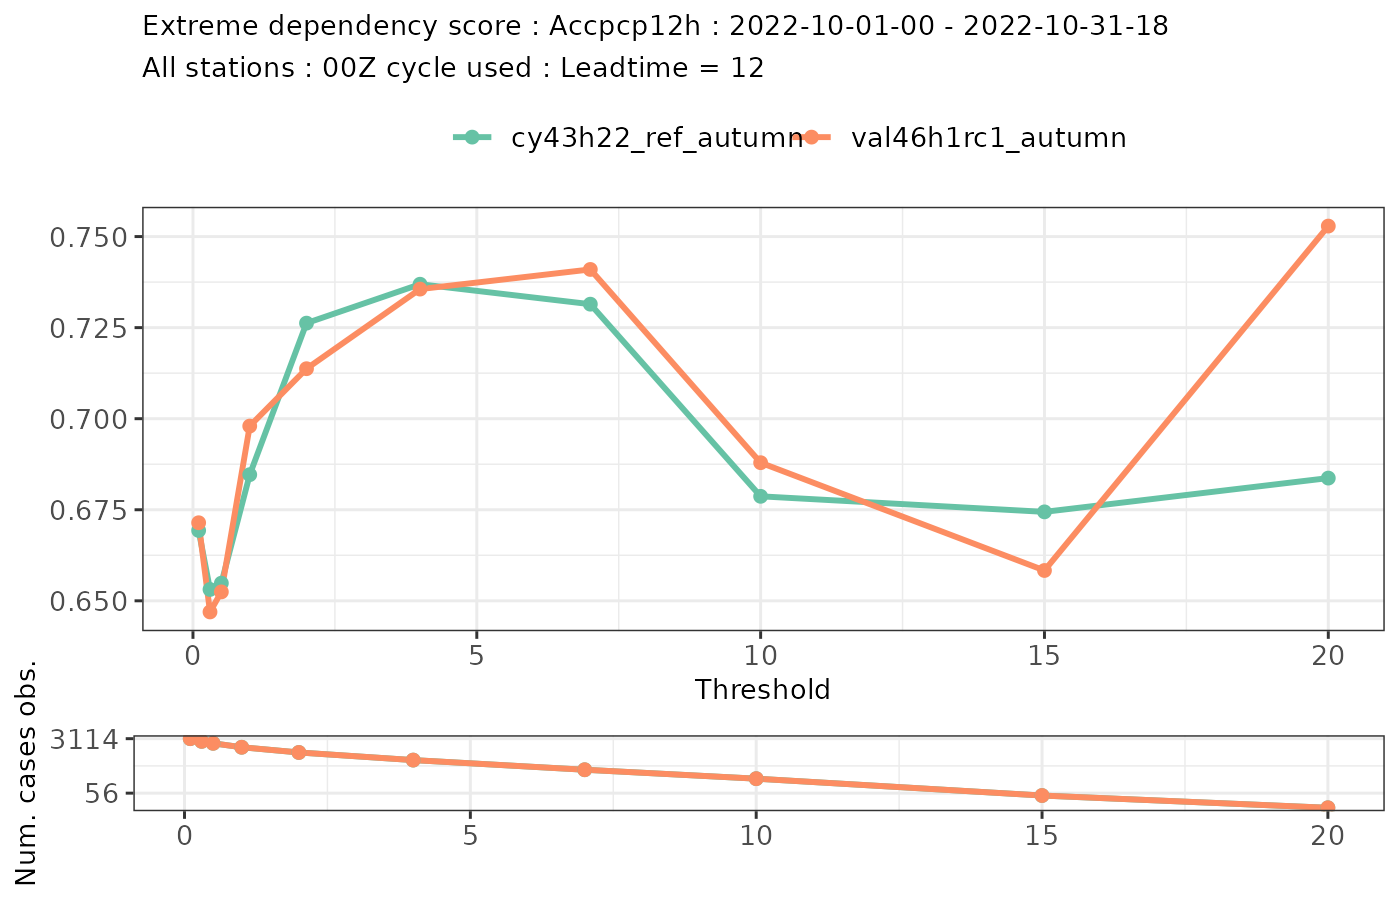 Extreme dependency score : Accpcp12h : 2022-10-01-00 - 2022-10-31-18
All stations : 00Z cycle used : Leadtime = 12
cy43h22_ref_autumn val46h1rc1_autumn
0.750
0.725
0.700
0.675
0.650
0 5 10 15 20
Threshold
Num. cases obs.
3114
56
0 5 10 15 20